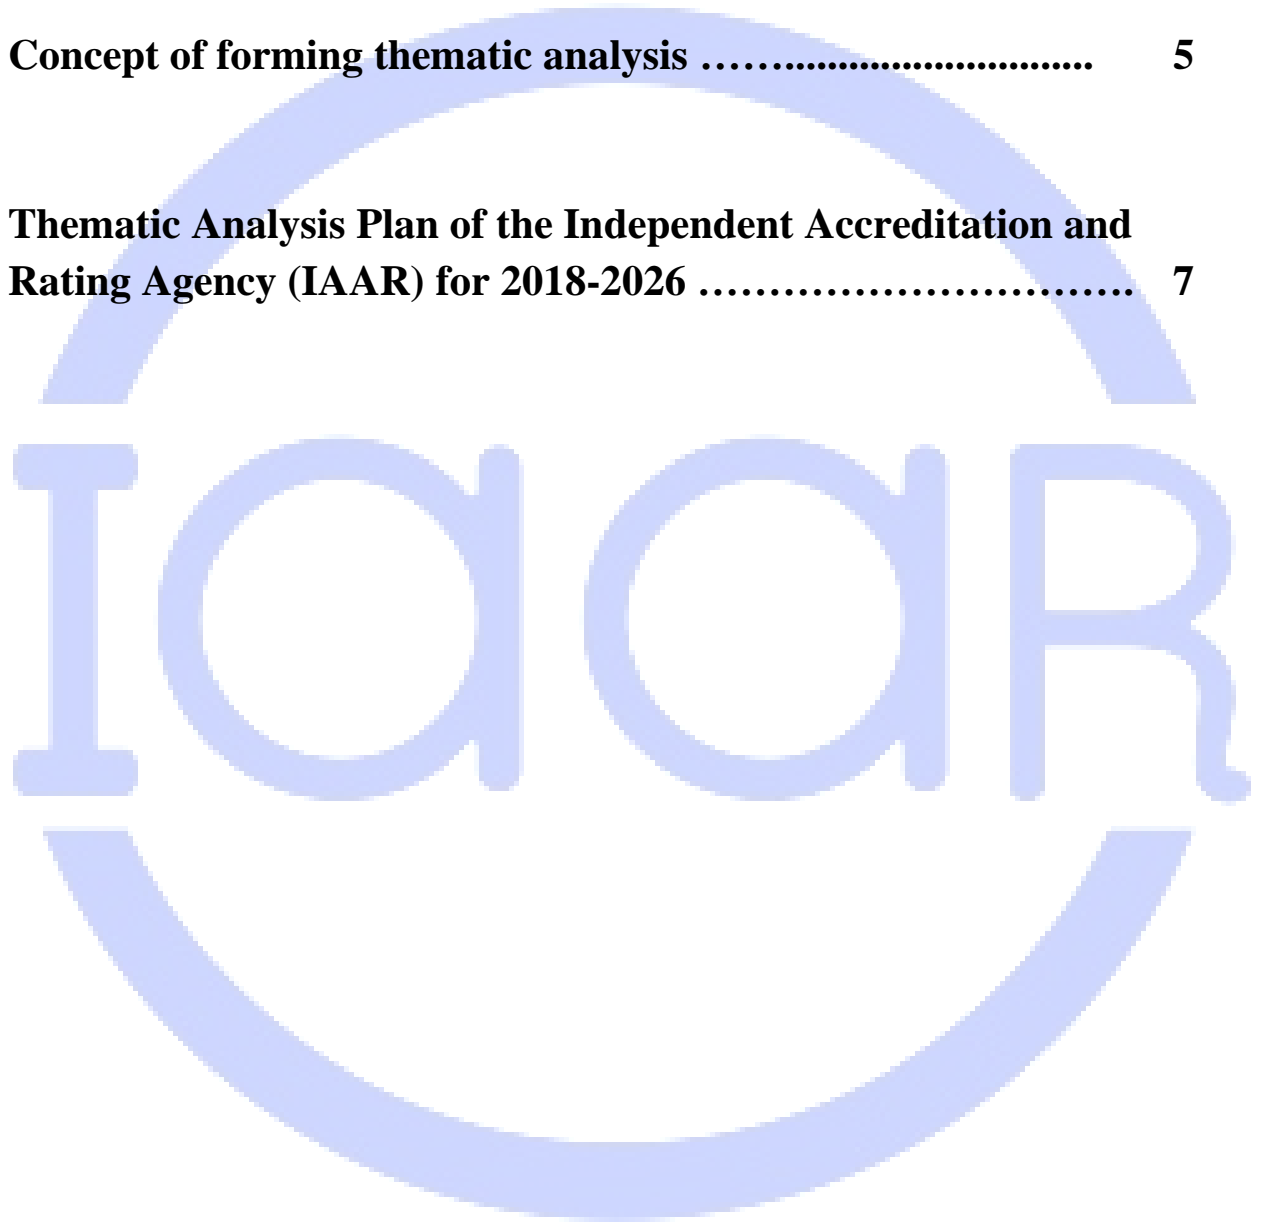 Concept of forming thematic analysis ……............................. 5
Thematic Analysis Plan of the Independent Accreditation and
Rating Agency (IAAR) for 2018-2026 …………………………. 7
IaaR